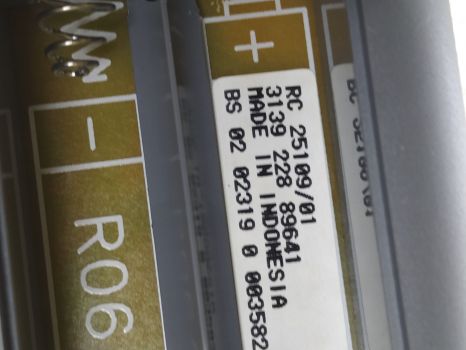 RC 25109/01
3139 228 89641
MADE IN INDONESIA
BS 02 02319 0 003582
+
-
R06